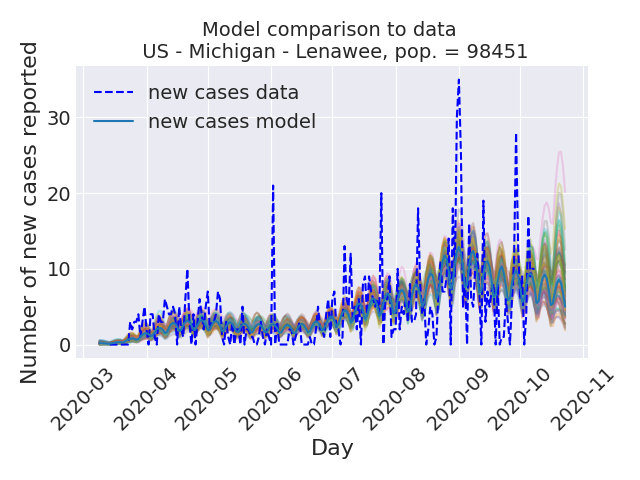 Model comparison to data
US - Michigan - Lenawee, pop. = 98451
Number of new cases reported
30
20
10
0
new cases data
new cases model
2020-03
2020-04
2020-05
2020-06
2020-07
2020-08
2020-09
2020-10
2020-11
Day